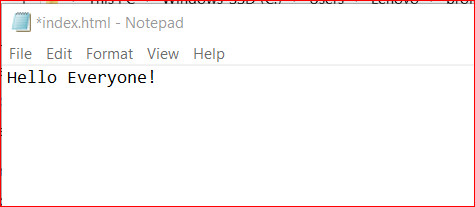 *index.html - Notepad
File Edit Format View Help
Hello Everyone!